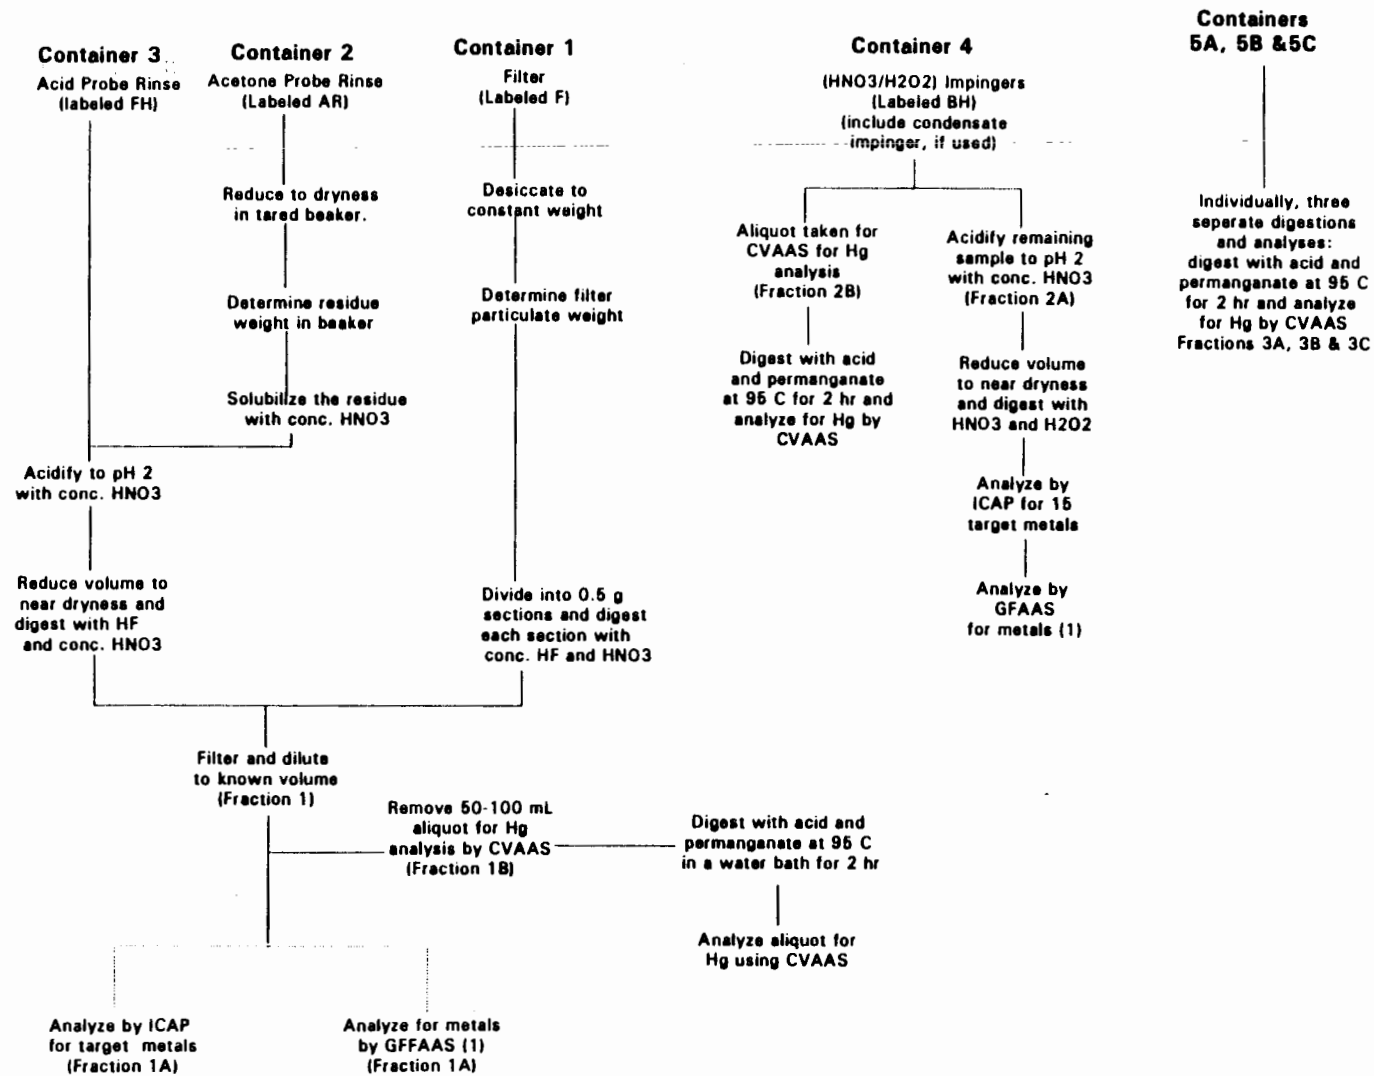 Container 3
Acid Probe Rinse
(labeled FH)
Container 2
Acetone Probe Rinse
(Labeled AR)
Container 1
Filter
(Labeled F)
Container 4
(HNO3/H2O2) Impingers
(Labeled BH)
(include condensate
impinger, if used)
Containers
5A, 5B &5C
Reduce to dryness
in tared beaker.
Determine residue
weight in beaker
Solubilize the residue
with conc. HNO3
Acidify to pH 2
with conc. HNO3
Reduce volume to
near dryness and
digest with HF
and conc. HNO3
Desiccate to
constant weight
Determine filter
particulate weight
Divide into 0.5 g
sections and digest
each section with
conc. HF and HNO3
Aliquot taken for
CVAAS for Hg
analysis
(Fraction 2B)
Digest with acid
and permanganate
at 95 C for 2 hr and
analyze for Hg by
CVAAS
Acidify remaining
sample to pH 2
with conc. HNO3
(Fraction 2A)
Reduce volume
to near dryness
and digest with
HNO3 and H2O2
Analyze by
ICAP for 15
target metals
Analyze by
GFAAS
for metals (1)
Individually, three
seperate digestions
and analyses:
digest with acid and
permanganate at 95 C
for 2 hr and analyze
for Hg by CVAAS
Fractions 3A, 3B & 3C
Filter and dilute
to known volume
(Fraction 1)
Remove 50-100 mL
aliquot for Hg
analysis by CVAAS
(Fraction 1B)
Digest with acid and
permanganate at 95 C
in a water bath for 2 hr
Analyze aliquot for
Hg using CVAAS
Analyze by ICAP
for target metals
(Fraction 1A)
Analyze for metals
by GFFAAS (1)
(Fraction 1A)